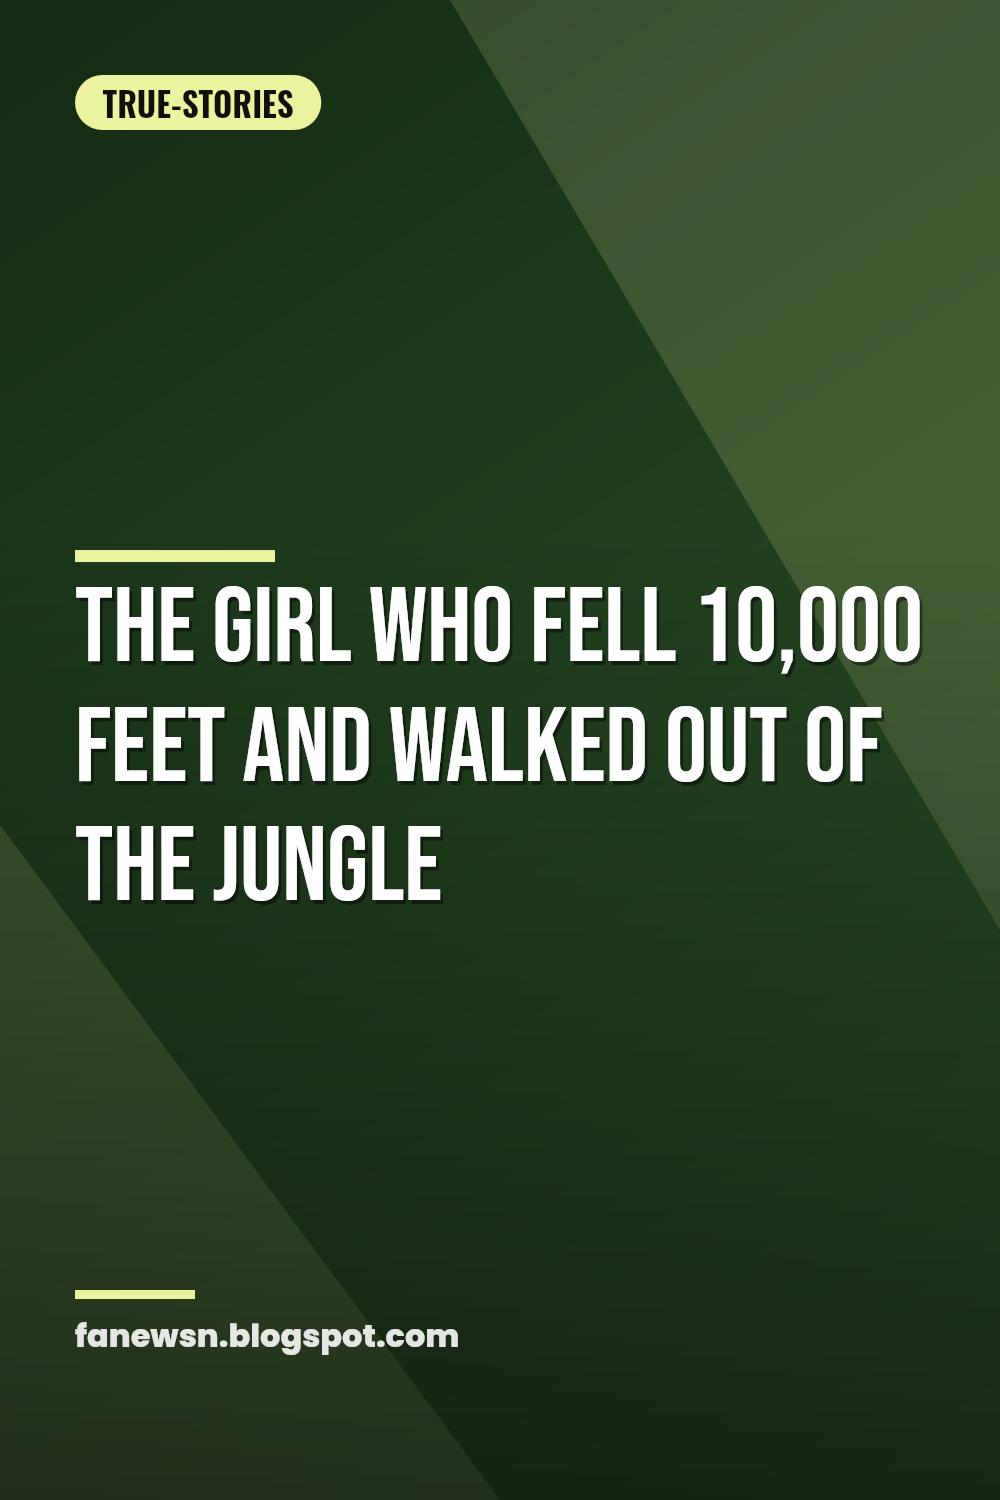 TRUE-STORIES
THE GIRL WHO FELL 10,000
FEET AND WALKED OUT OF
THE JUNGLE
fanewsn.blogspot.com